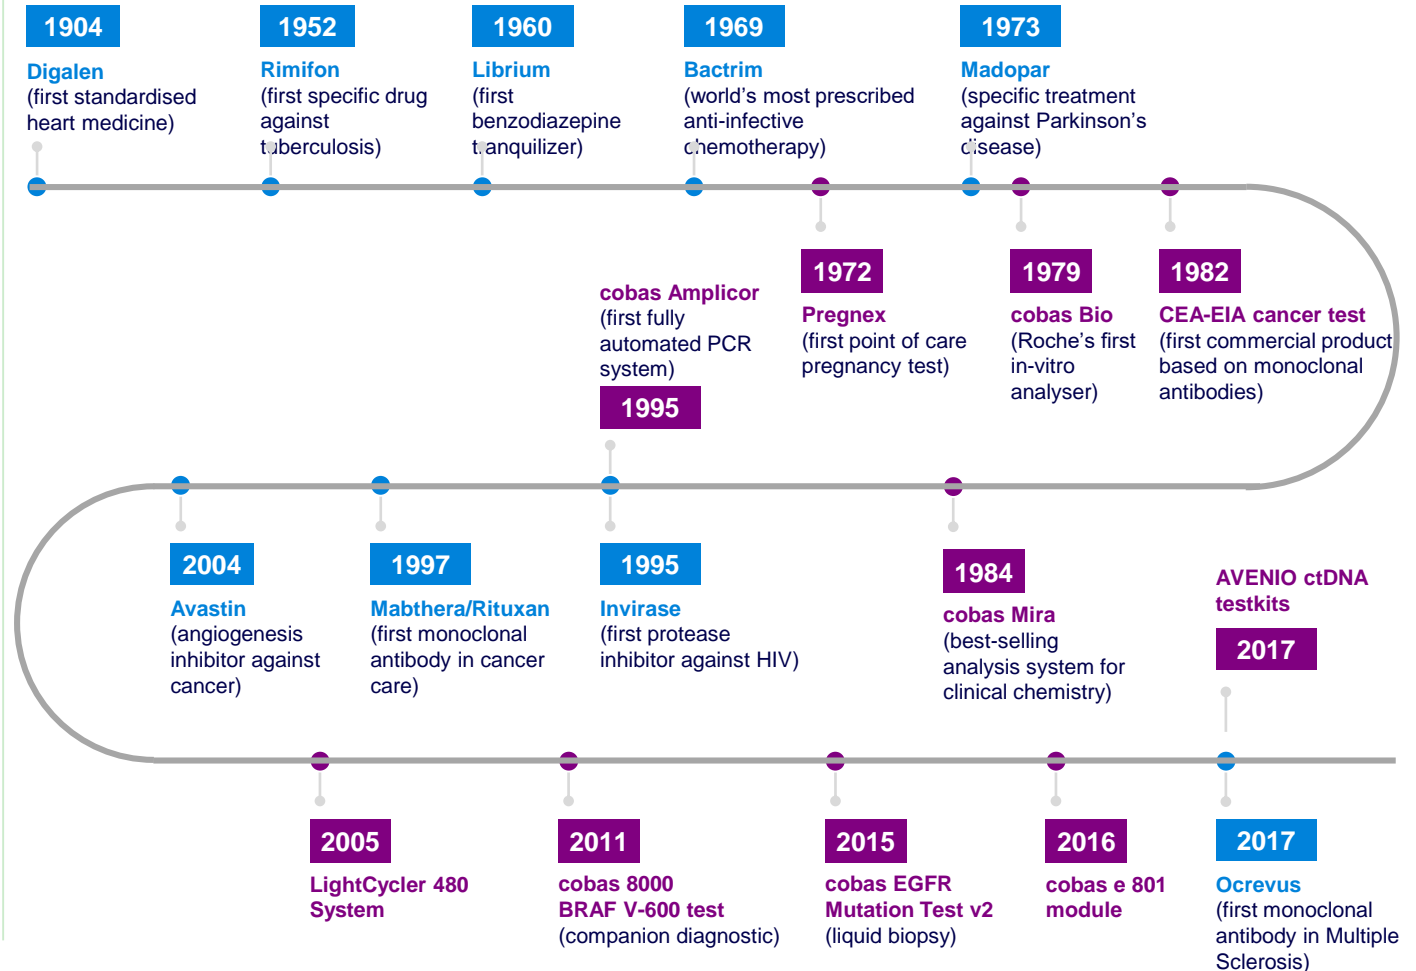 1904
Digalen
(first standardised
heart medicine)
1952
Rimifon
(first specific drug
against
tuberculosis)
1960
Librium
(first
benzodiazepine
tranquilizer)
1969
Bactrim
(world's most prescribed
anti-infective
chemotherapy)
1973
Madopar
(specific treatment
against Parkinson's
disease)
1972
Pregnex
(first point of care
pregnancy test)
1979
cobas Bio
(Roche's first
in-vitro
analyser)
1982
CEA-EIA cancer test
(first commercial product
based on monoclonal
antibodies)
cobas Amplicor
(first fully
automated PCR
system)
1995
2004
Avastin
(angiogenesis
inhibitor against
cancer)
1997
Mabthera/Rituxan
(first monoclonal
antibody in cancer
care)
1995
Invirase
(first protease
inhibitor against HIV)
1984
cobas Mira
(best-selling
analysis system for
clinical chemistry)
AVENIO ctDNA
testkits
2017
2005
LightCycler 480
System
2011
cobas 8000
BRAF V-600 test
(companion diagnostic)
2015
cobas EGFR
Mutation Test v2
(liquid biopsy)
2016
cobas e 801
module
2017
Ocrevus
(first monoclonal
antibody in Multiple
Sclerosis)